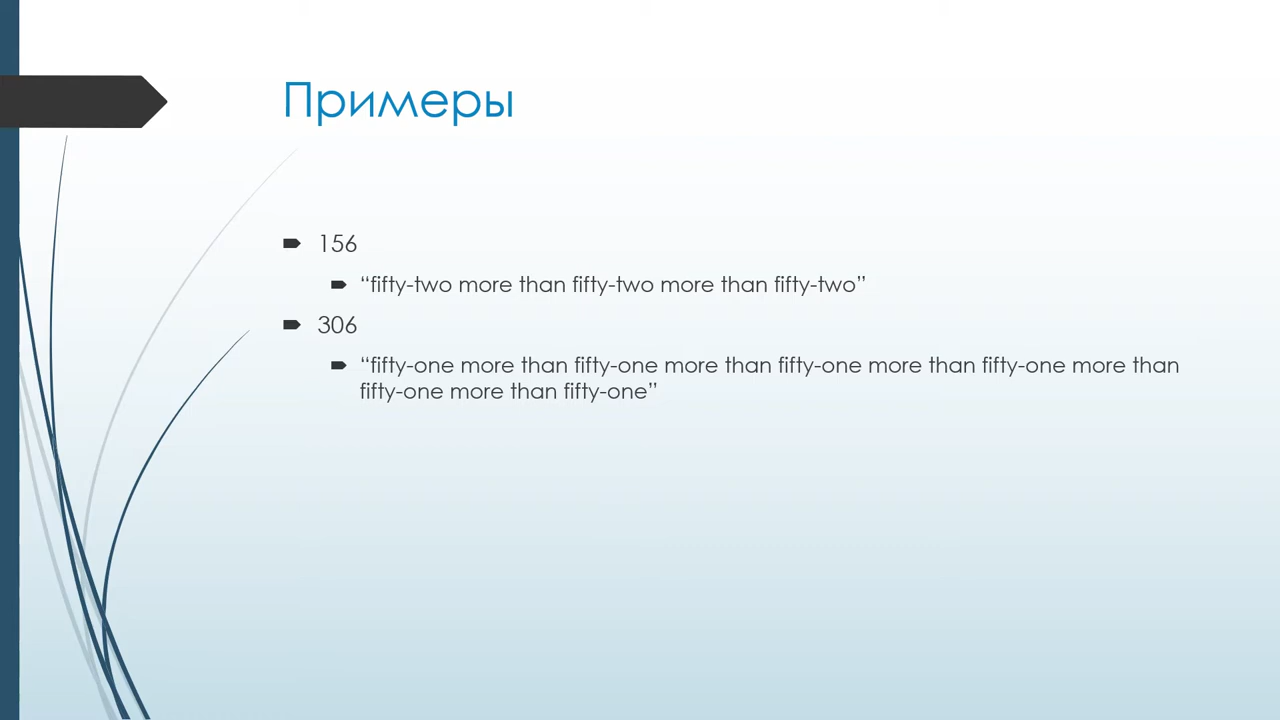 Примеры
156
“fifty-two more than fifty-two more than fifty-two”
306
“fifty-one more than fifty-one more than fifty-one more than fifty-one more than
fifty-one more than fifty-one”